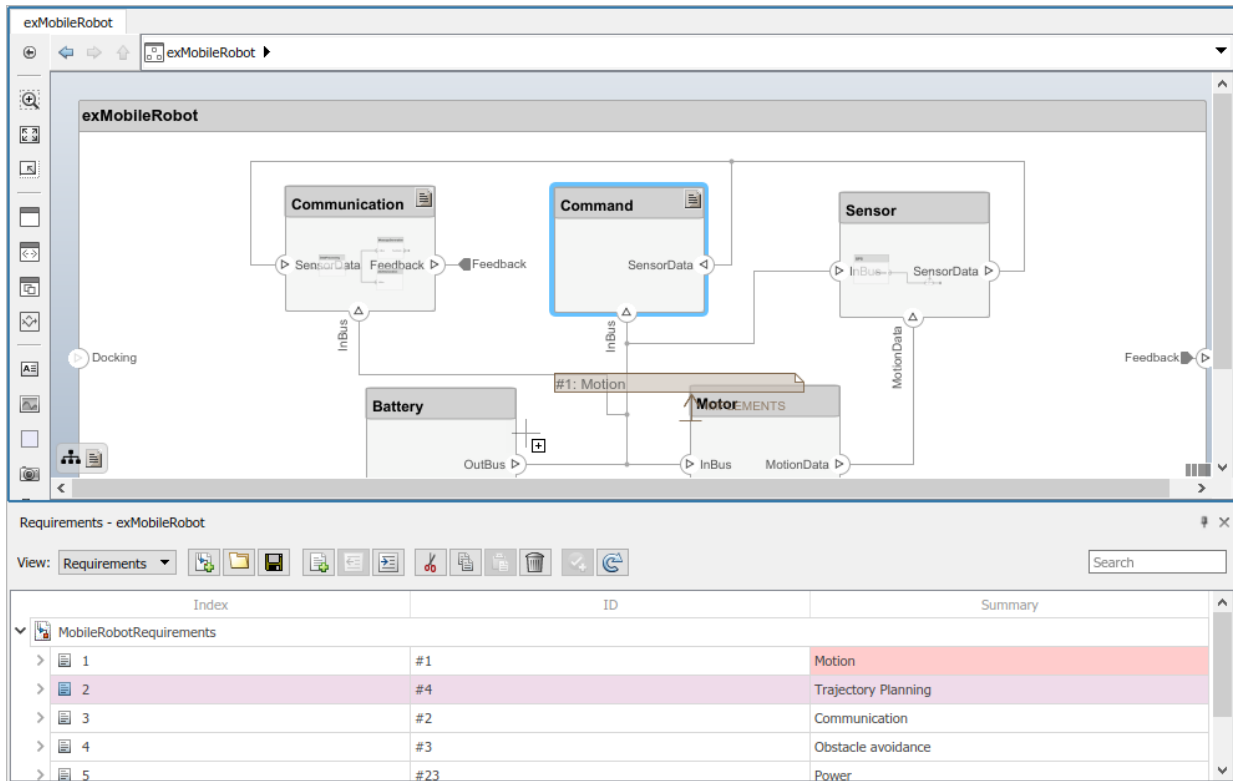 exMobileRobot
exMobileRobot
exMobileRobot
Communication
Command
Sensor
SensorData Feedback
Feedback
SensorData
InBus SensorData
InBus
InBus
MotionData
Docking
Feedback
#1: Motion
Battery
Motor
OutBus
InBus MotionData
Requirements - exMobileRobot
View: Requirements
Search
Index ID Summary
MobileRobotRequirements
1 #1 Motion
2 #4 Trajectory Planning
3 #2 Communication
4 #3 Obstacle avoidance
5 #23 Power